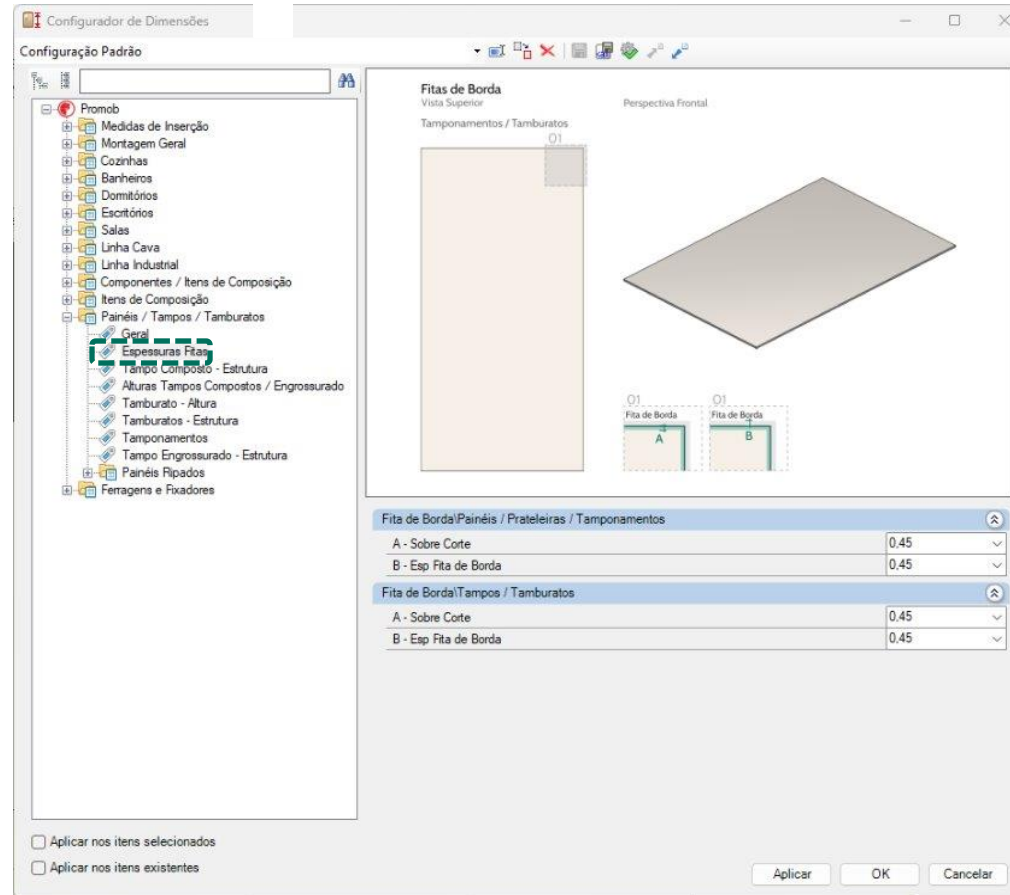 Configurador de Dimensões
Configuração Padrão
Promob
Medidas de Inserção
Montagem Geral
Cozinhas
Banheiros
Dormitórios
Escritórios
Salas
Linha Cava
Linha Industrial
Componentes / Itens de Composição
Itens de Composição
Painéis / Tampos / Tamburatos
Geral
Espessuras Fitas
Tampo Composto - Estrutura
Alturas Tampos Compostos / Engrossurado
Tamburato - Altura
Tamburatos - Estrutura
Tamponamentos
Tampo Engrossurado - Estrutura
Painéis Ripados
Ferragens e Fixadores
Fitas de Borda
Vista Superior
Perspectiva Frontal
Tamponamentos / Tamburatos
01
01 01
Fita de Borda Fita de Borda
A B
Fita de Borda\Painéis / Prateleiras / Tamponamentos
A - Sobre Corte 0,45
B - Esp Fita de Borda 0,45
Fita de Borda\Tampos / Tamburatos
A - Sobre Corte 0,45
B - Esp Fita de Borda 0,45
Aplicar nos itens selecionados
Aplicar nos itens existentes
Aplicar OK Cancelar